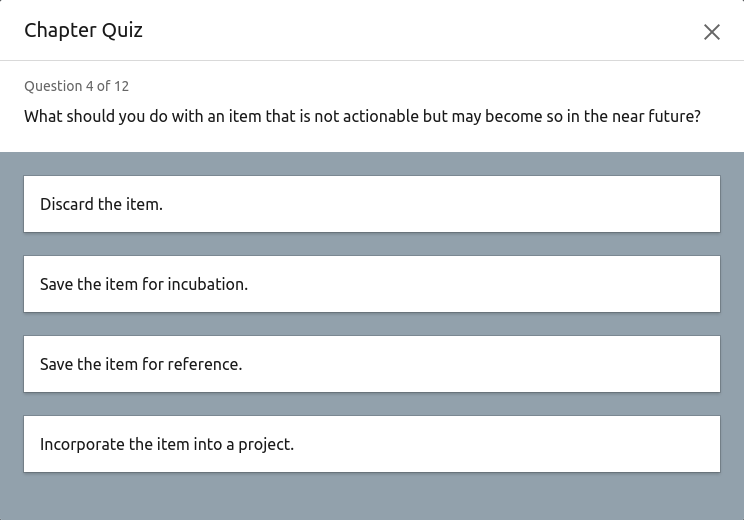 Chapter Quiz
Question 4 of 12
What should you do with an item that is not actionable but may become so in the near future?
Discard the item.
Save the item for incubation.
Save the item for reference.
Incorporate the item into a project.